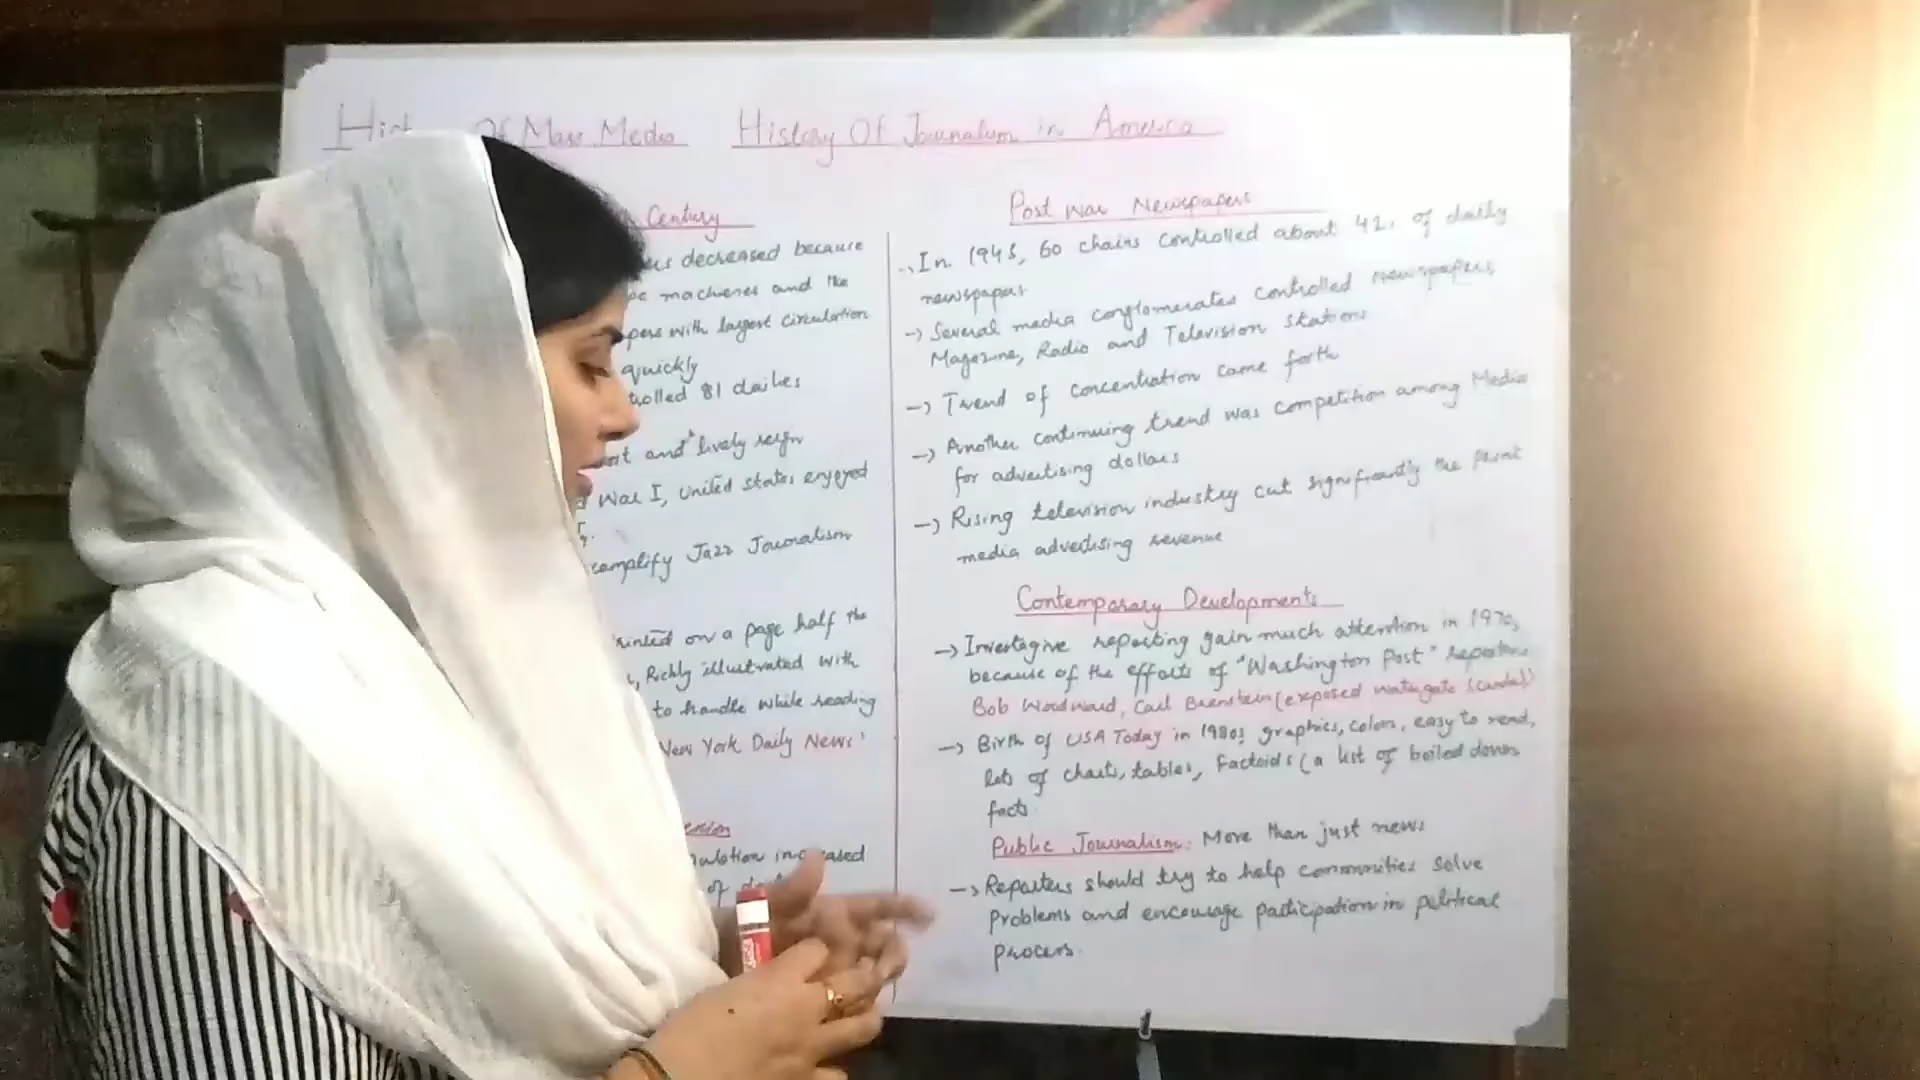 Of Mass Media History Of Journalism in America
Century
decreased because
machines and the
with largest circulation
quickly
81 dailies
and lively reign
War I, United States enjoyed
Jazz Journalism
on a page half the
Richly illustrated with
to handle while reading
New York Daily News'
increased
of
Post War Newspapers
In 1945, 60 chains controlled about 42% of daily
newspapers
-> Several media conglomerates controlled newspapers,
Magazine, Radio and Television stations
-> Trend of concentration came forth
-> Another continuing trend was competition among Media
for advertising dollars
-> Rising television industry cut significantly the print
media advertising revenue
Contemporary Developments
-> Investagive reporting gain much attention in 1970s
because of the efforts of "Washington Post" Reporters
Bob Woodward, Carl Bernstein (exposed watergate scandal)
-> Birth of USA Today in 1980s graphics, color, easy to read,
lots of charts, tables, Factoids (a list of boiled down
facts
Public Journalism: More than just news
-> Reporters should try to help communities solve
problems and encourage participation in political
process.